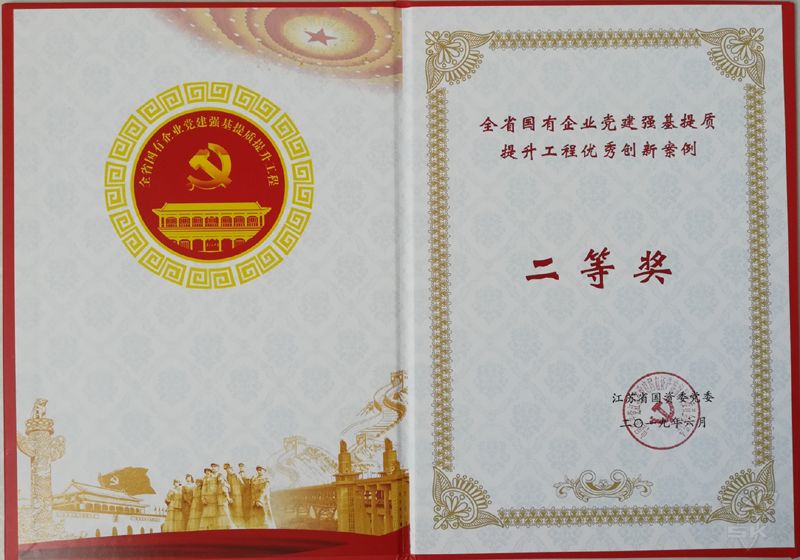 全省国有企业党建强基提质提升工程
全省国有企业党建强基提质
提升工程优秀创新案例
二等奖
江苏省国资委党委
二〇一九年六月